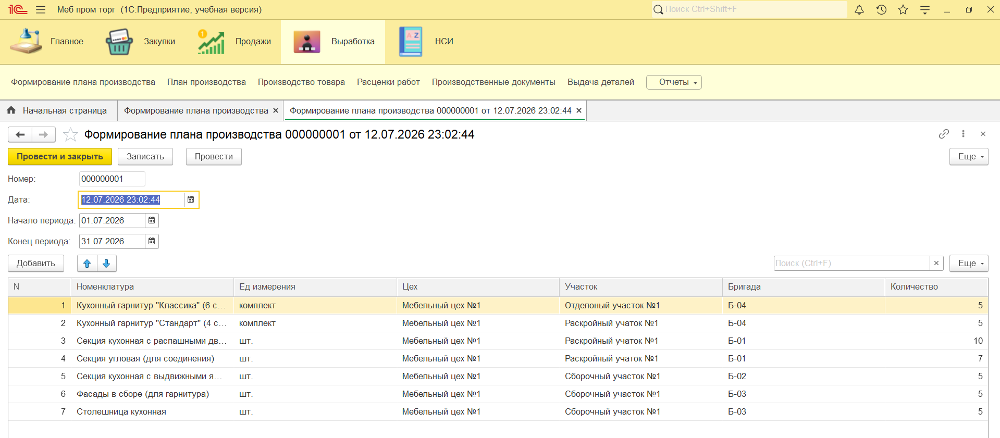 1С Меб пром торг (1С:Предприятие, учебная версия) Поиск Ctrl+Shift+F
Главное Закупки 1 Продажи Выработка A Z НСИ
Формирование плана производства План производства Производство товара Расценки работ Производственные документы Выдача деталей Отчеты
Начальная страница Формирование плана производства Формирование плана производства 000000001 от 12.07.2026 23:02:44
Формирование плана производства 000000001 от 12.07.2026 23:02:44
Провести и закрыть Записать Провести Еще
Номер: 000000001
Дата: 12.07.2026 23:02:44
Начало периода: 01.07.2026
Конец периода: 31.07.2026
Добавить Поиск (Ctrl+F) Еще
N Номенклатура Ед измерения Цех Участок Бригада Количество
1 Кухонный гарнитур "Классика" (6 с... комплект Мебельный цех №1 Отделоный участок №1 Б-04 5
2 Кухонный гарнитур "Стандарт" (4 с... комплект Мебельный цех №1 Раскройный учаток №1 Б-04 5
3 Секция кухонная с распашными дв... шт. Мебельный цех №1 Раскройный учаток №1 Б-01 10
4 Секция угловая (для соединения) шт. Мебельный цех №1 Раскройный учаток №1 Б-01 7
5 Секция кухонная с выдвижными я... шт. Мебельный цех №1 Сборочный участок №1 Б-02 5
6 Фасады в сборе (для гарнитура) шт. Мебельный цех №1 Сборочный участок №1 Б-03 5
7 Столешница кухонная шт. Мебельный цех №1 Сборочный участок №1 Б-03 5